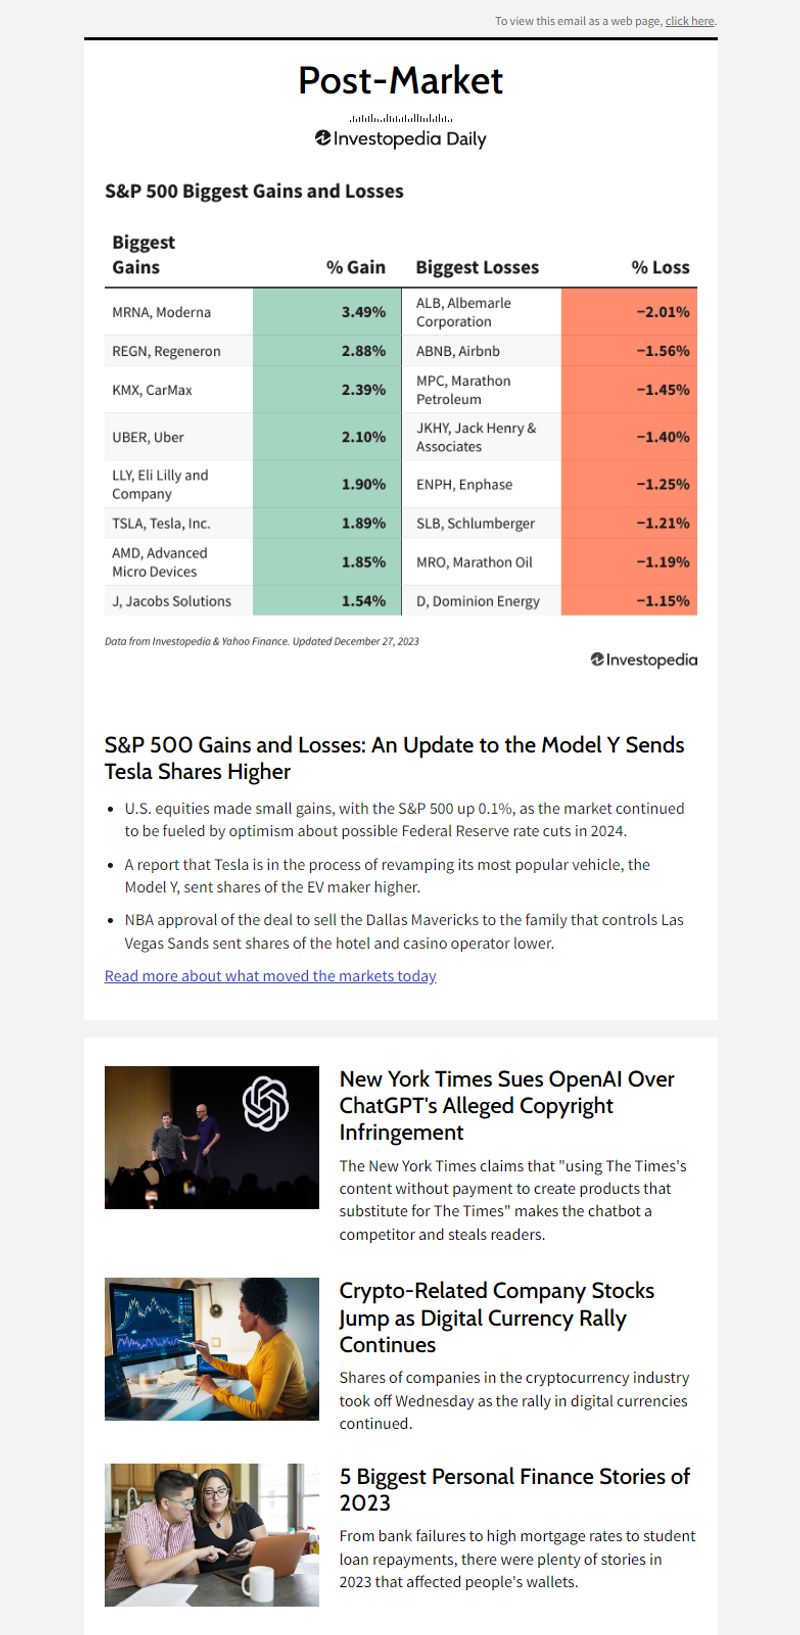 To view this email as a web page, click here.
Post-Market
Investopedia Daily
S&P 500 Biggest Gains and Losses
Biggest
Gains % Gain Biggest Losses % Loss
MRNA, Moderna 3.49% ALB, Albemarle
Corporation −2.01%
REGN, Regeneron 2.88% ABNB, Airbnb −1.56%
KMX, CarMax 2.39% MPC, Marathon
Petroleum −1.45%
UBER, Uber 2.10% JKHY, Jack Henry &
Associates −1.40%
LLY, Eli Lilly and
Company 1.90% ENPH, Enphase −1.25%
TSLA, Tesla, Inc. 1.89% SLB, Schlumberger −1.21%
AMD, Advanced
Micro Devices 1.85% MRO, Marathon Oil −1.19%
J, Jacobs Solutions 1.54% D, Dominion Energy −1.15%
Data from Investopedia & Yahoo Finance. Updated December 27, 2023
Investopedia
S&P 500 Gains and Losses: An Update to the Model Y Sends
Tesla Shares Higher
• U.S. equities made small gains, with the S&P 500 up 0.1%, as the market continued
to be fueled by optimism about possible Federal Reserve rate cuts in 2024.
• A report that Tesla is in the process of revamping its most popular vehicle, the
Model Y, sent shares of the EV maker higher.
• NBA approval of the deal to sell the Dallas Mavericks to the family that controls Las
Vegas Sands sent shares of the hotel and casino operator lower.
Read more about what moved the markets today
New York Times Sues OpenAI Over
ChatGPT's Alleged Copyright
Infringement
The New York Times claims that "using The Times's
content without payment to create products that
substitute for The Times" makes the chatbot a
competitor and steals readers.
Crypto-Related Company Stocks
Jump as Digital Currency Rally
Continues
Shares of companies in the cryptocurrency industry
took off Wednesday as the rally in digital currencies
continued.
5 Biggest Personal Finance Stories of
2023
From bank failures to high mortgage rates to student
loan repayments, there were plenty of stories in
2023 that affected people's wallets.